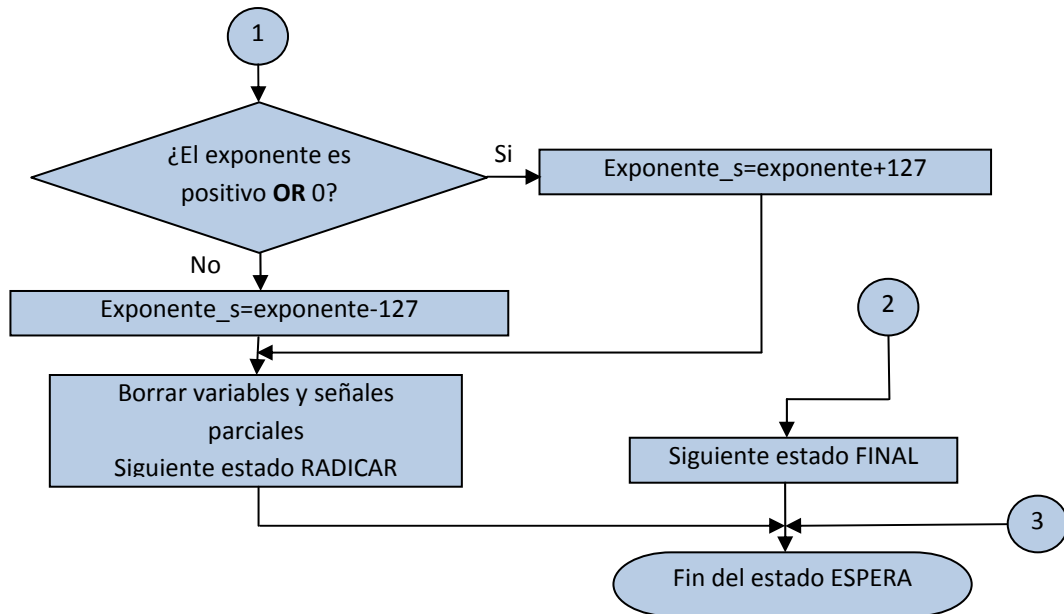 1
¿El exponente es
positivo OR 0?
Si
Exponente_s=exponente+127
No
Exponente_s=exponente-127
2
Borrar variables y señales
parciales
Siguiente estado RADICAR
Siguiente estado FINAL
3
Fin del estado ESPERA